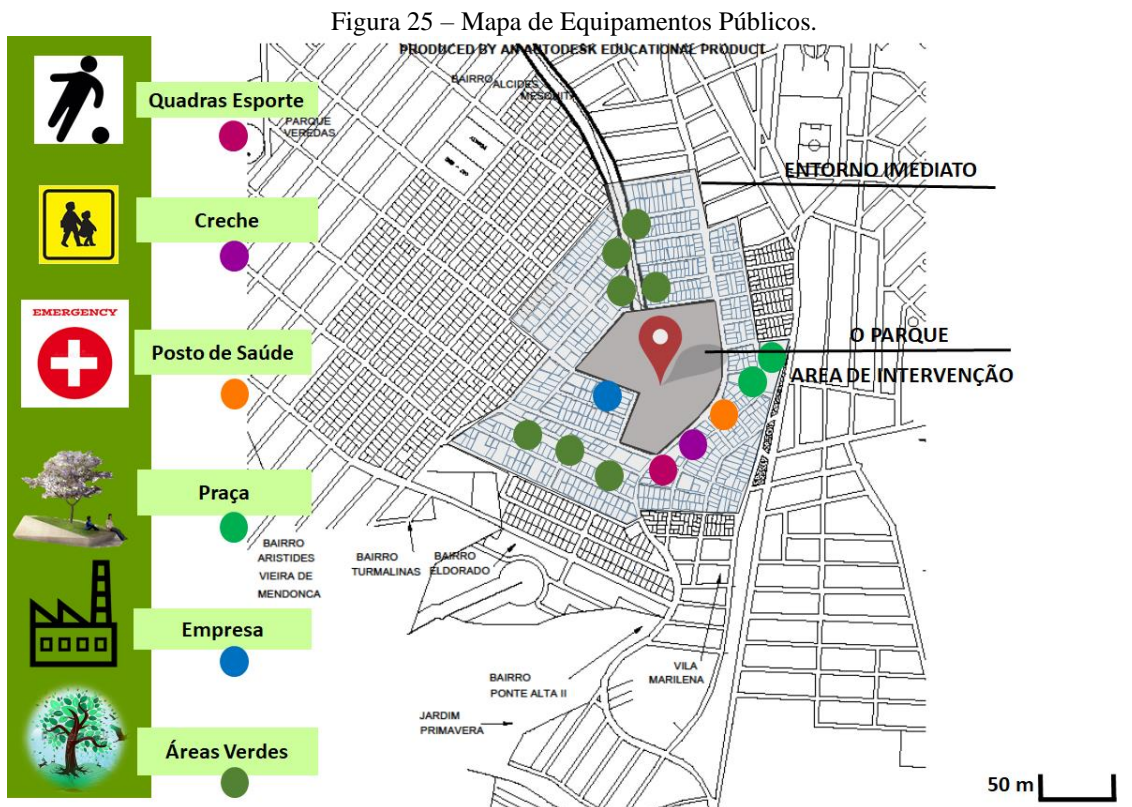 Figura 25 – Mapa de Equipamentos Públicos.
PRODUCED BY AN AUTODESK EDUCATIONAL PRODUCT
BAIRRO
ALCIDES
MESQUITA
PARQUE
VEREDAS
Quadras Esporte
ENTORNO IMEDIATO
Creche
EMERGENCY
Posto de Saúde
O PARQUE
AREA DE INTERVENÇÃO
Praça
BAIRRO
ARISTIDES
VIEIRA DE
MENDONCA
BAIRRO
TURMALINAS
BAIRRO
ELDORADO
Empresa
VILA
MARILENA
BAIRRO
PONTE ALTA II
JARDIM
PRIMAVERA
Áreas Verdes
50 m